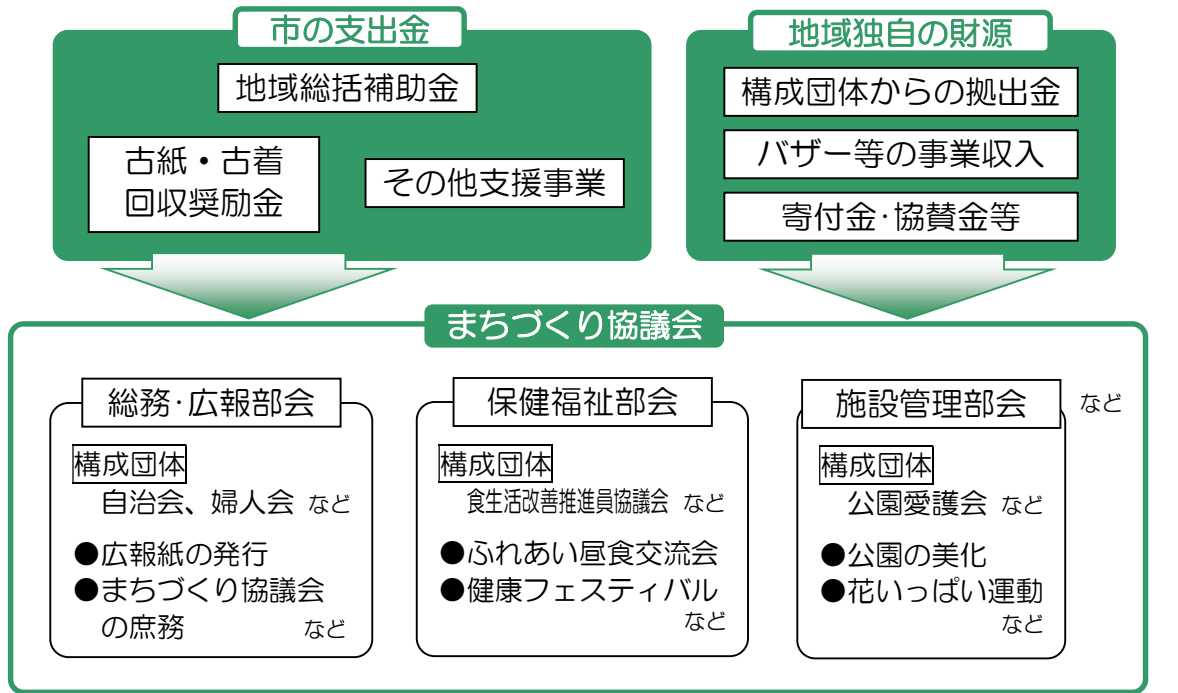 市の支出金
地域総括補助金
古紙・古着
回収奨励金
その他支援事業
地域独自の財源
構成団体からの拠出金
バザー等の事業収入
寄付金・協賛金等
まちづくり協議会
総務・広報部会
構成団体
自治会、婦人会 など
●広報紙の発行
●まちづくり協議会
の庶務 など
保健福祉部会
構成団体
食生活改善推進員協議会 など
●ふれあい昼食交流会
●健康フェスティバル
など
施設管理部会
構成団体
公園愛護会 など
●公園の美化
●花いっぱい運動
など
など